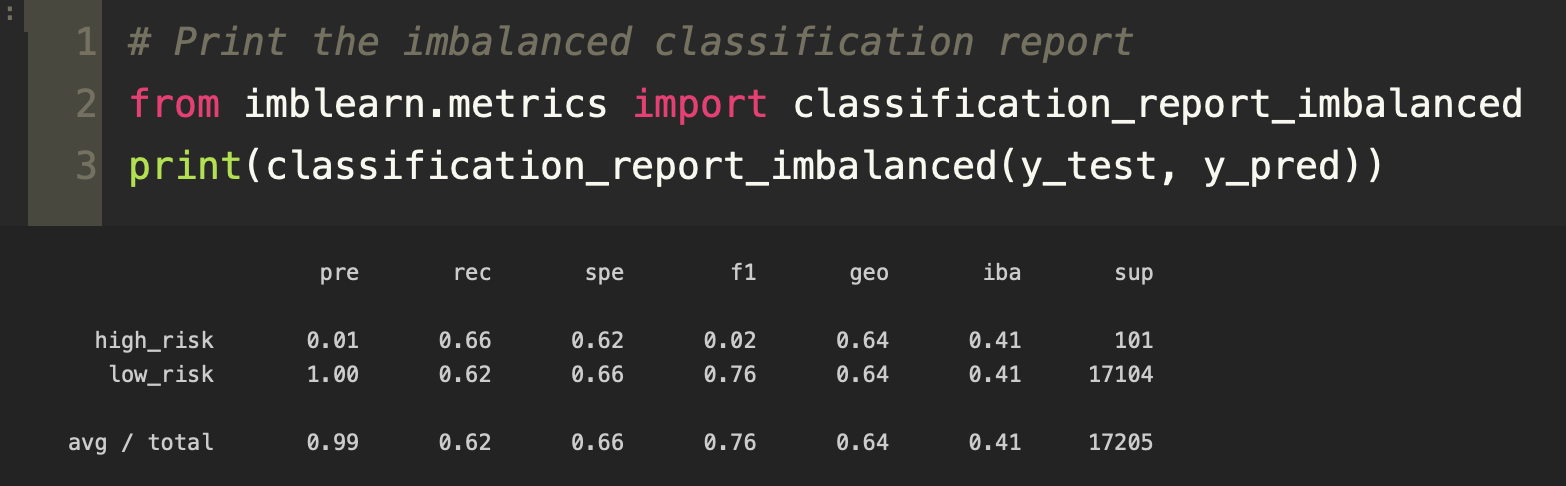 :
1 # Print the imbalanced classification report
2 from imblearn.metrics import classification_report_imbalanced
3 print(classification_report_imbalanced(y_test, y_pred))
pre rec spe f1 geo iba sup
high_risk 0.01 0.66 0.62 0.02 0.64 0.41 101
low_risk 1.00 0.62 0.66 0.76 0.64 0.41 17104
avg / total 0.99 0.62 0.66 0.76 0.64 0.41 17205